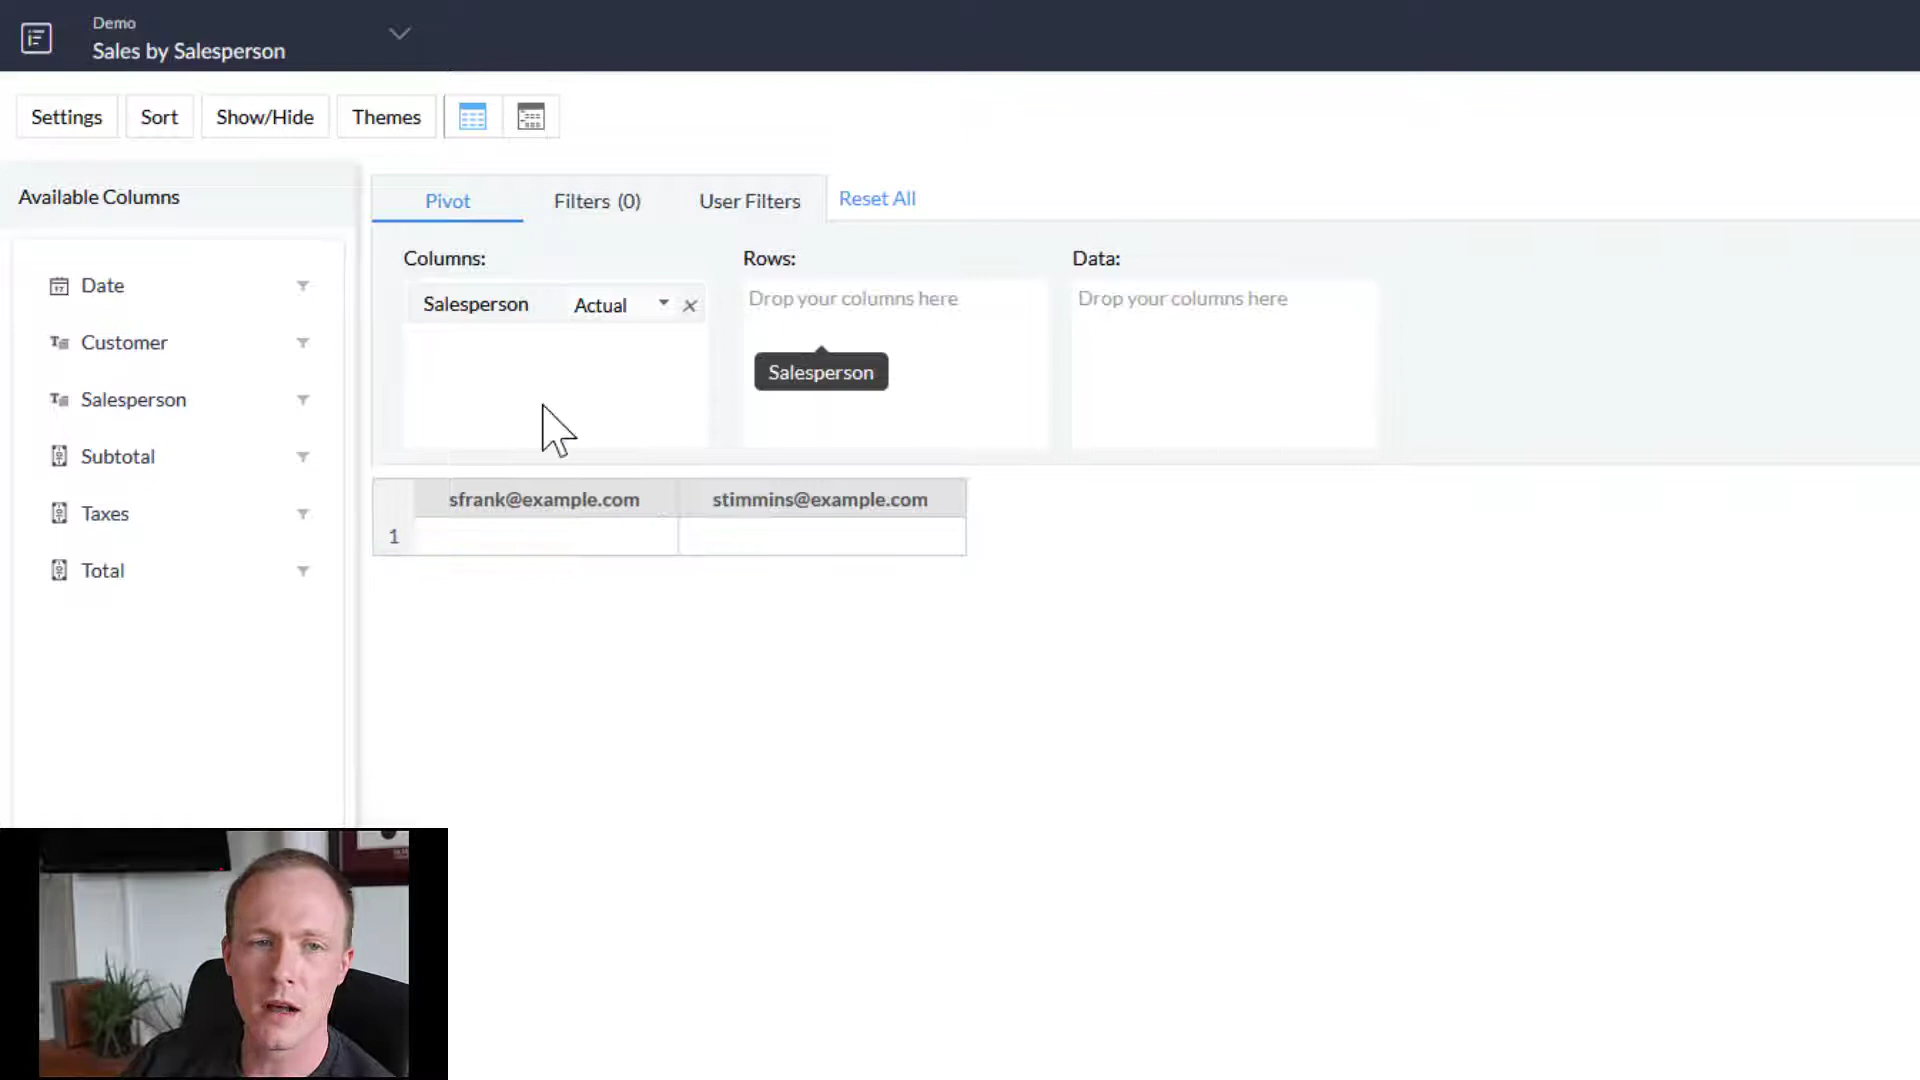 Demo
Sales by Salesperson
Settings
Sort
Show/Hide
Themes
Available Columns
Date
Customer
Salesperson
Subtotal
Taxes
Total
Pivot
Filters (0)
User Filters
Reset All
Columns:
Salesperson Actual
Rows:
Drop your columns here
Salesperson
Data:
Drop your columns here
sfrank@example.com
stimmins@example.com
1